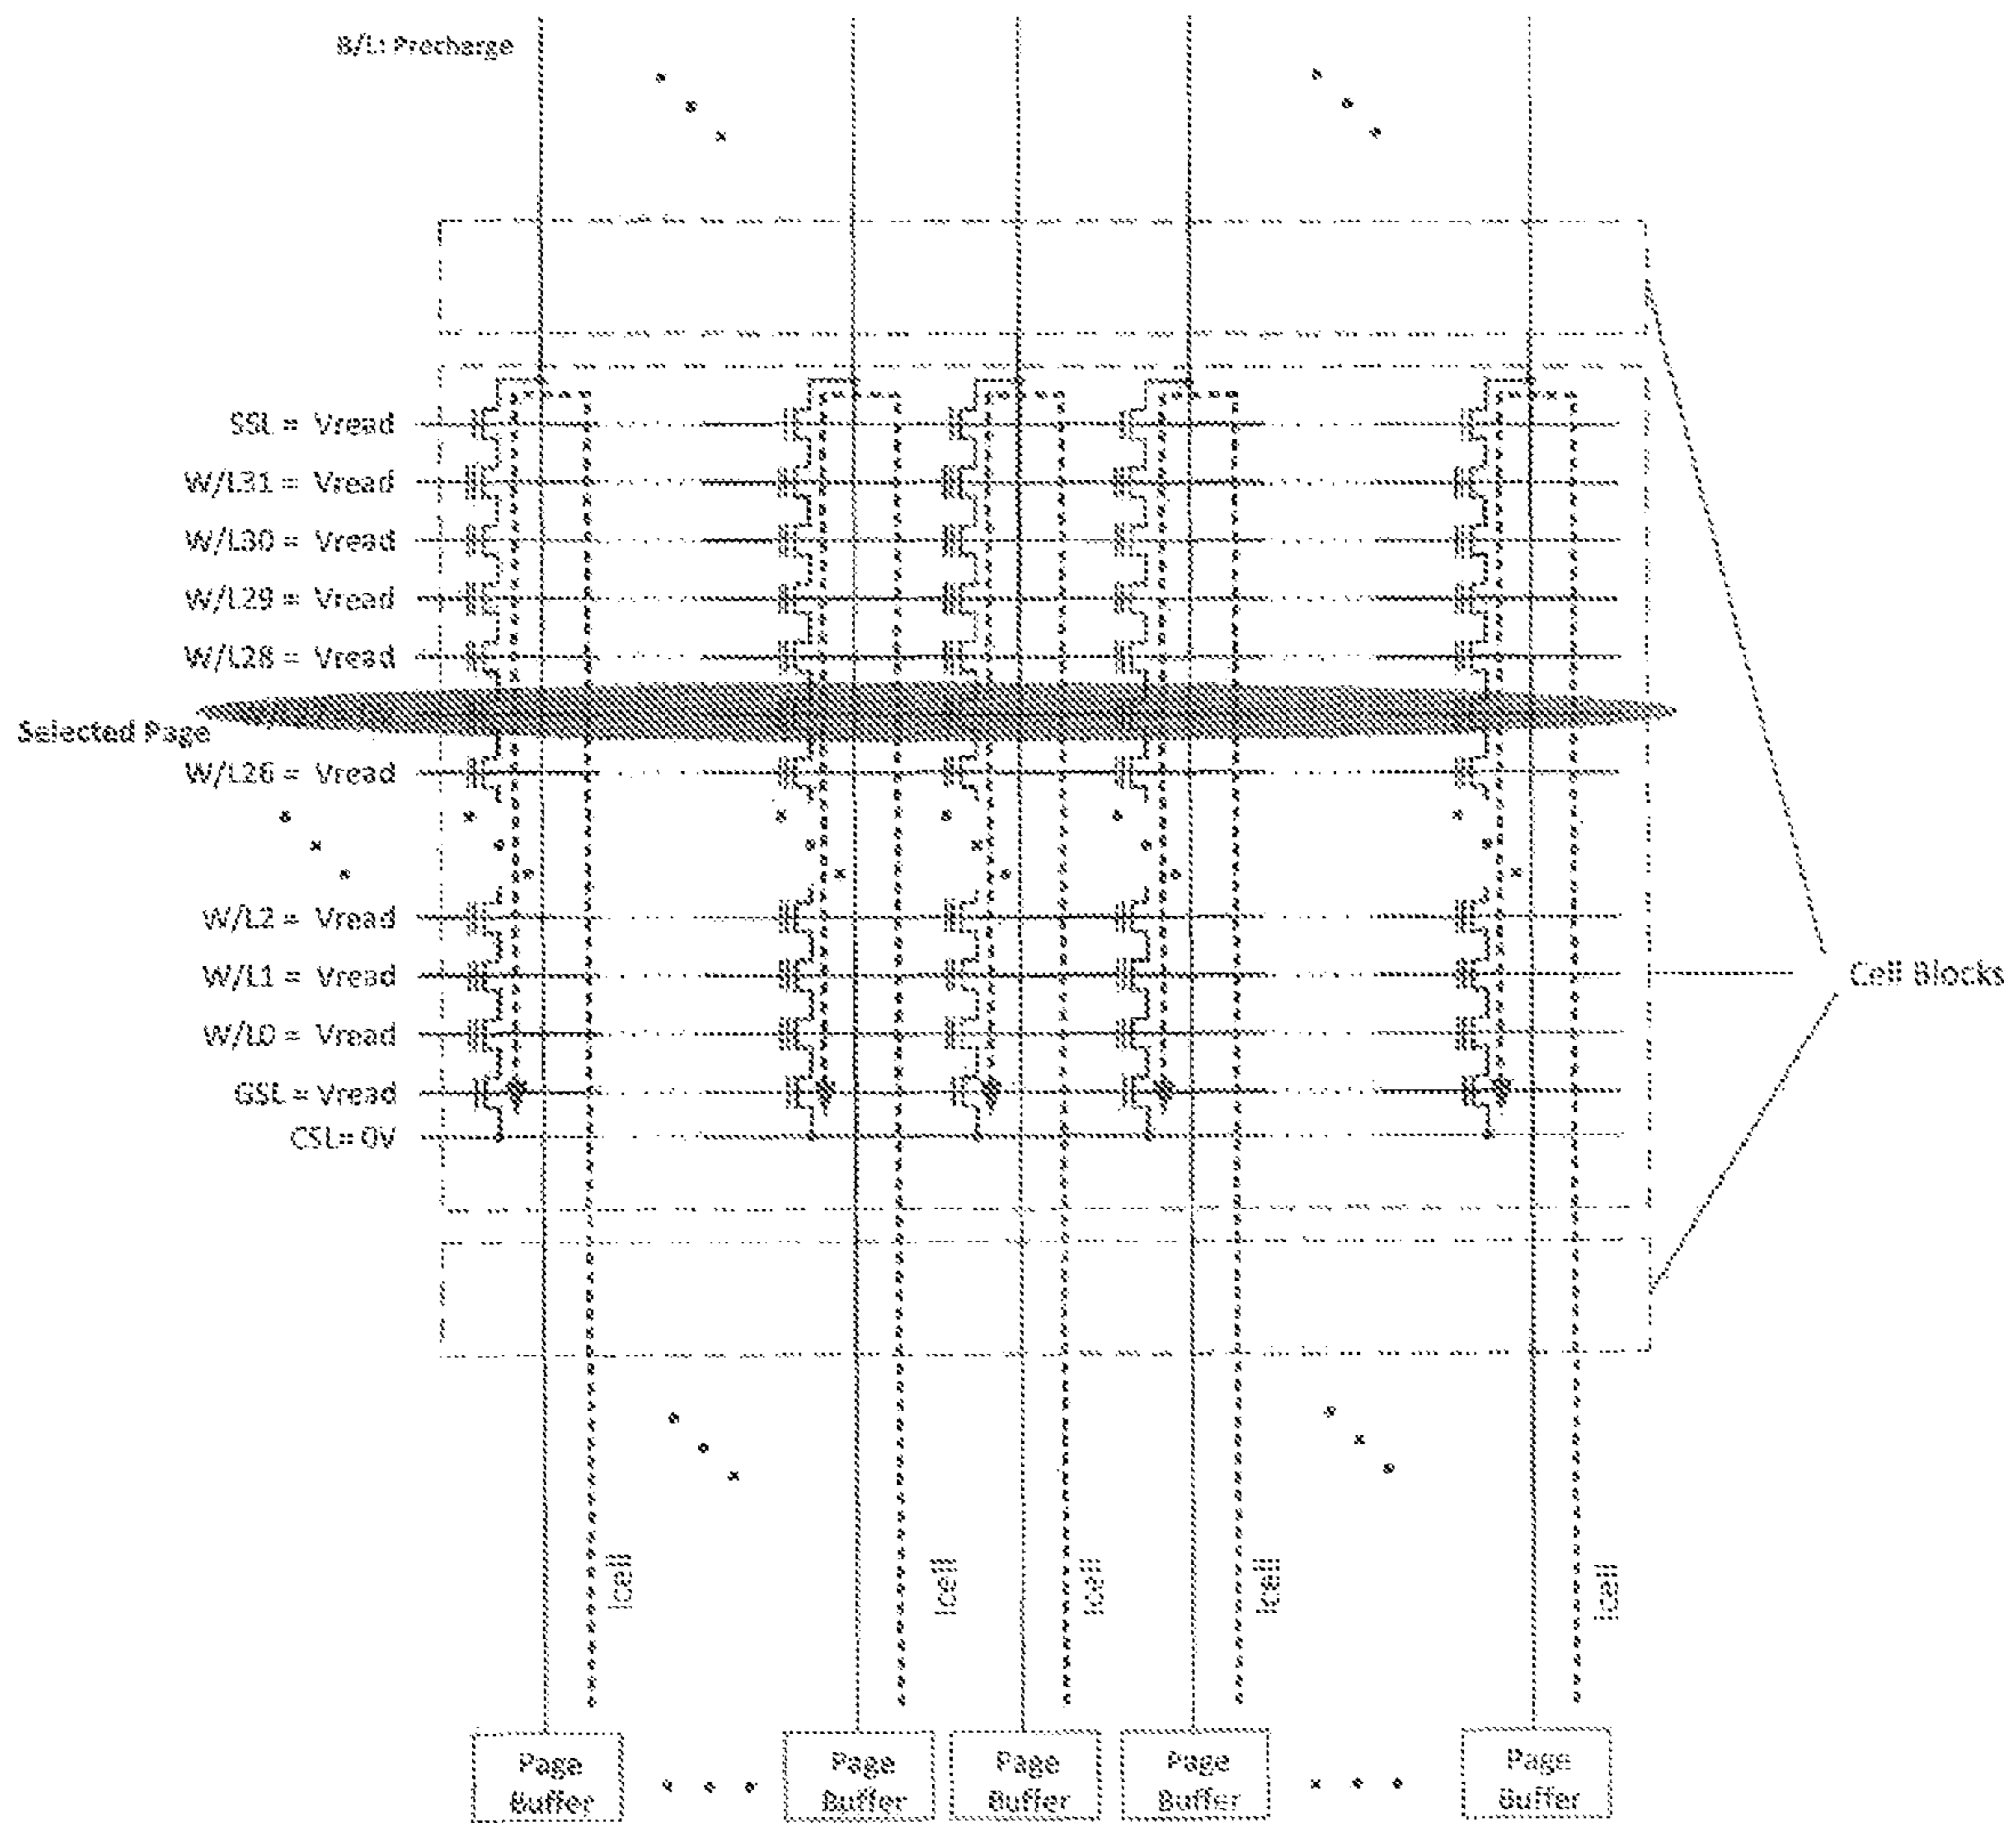 B/L: Precharge
SSL = Vread
W/L31 = Vread
W/L30 = Vread
W/L29 = Vread
W/L28 = Vread
Selected Page
W/L26 = Vread
W/L2 = Vread
W/L1 = Vread
W/L0 = Vread
GSL = Vread
CSL= 0V
Cell Blocks
Icell
Icell
Icell
Icell
Icell
Page
Buffer
Page
Buffer
Page
Buffer
Page
Buffer
Page
Buffer